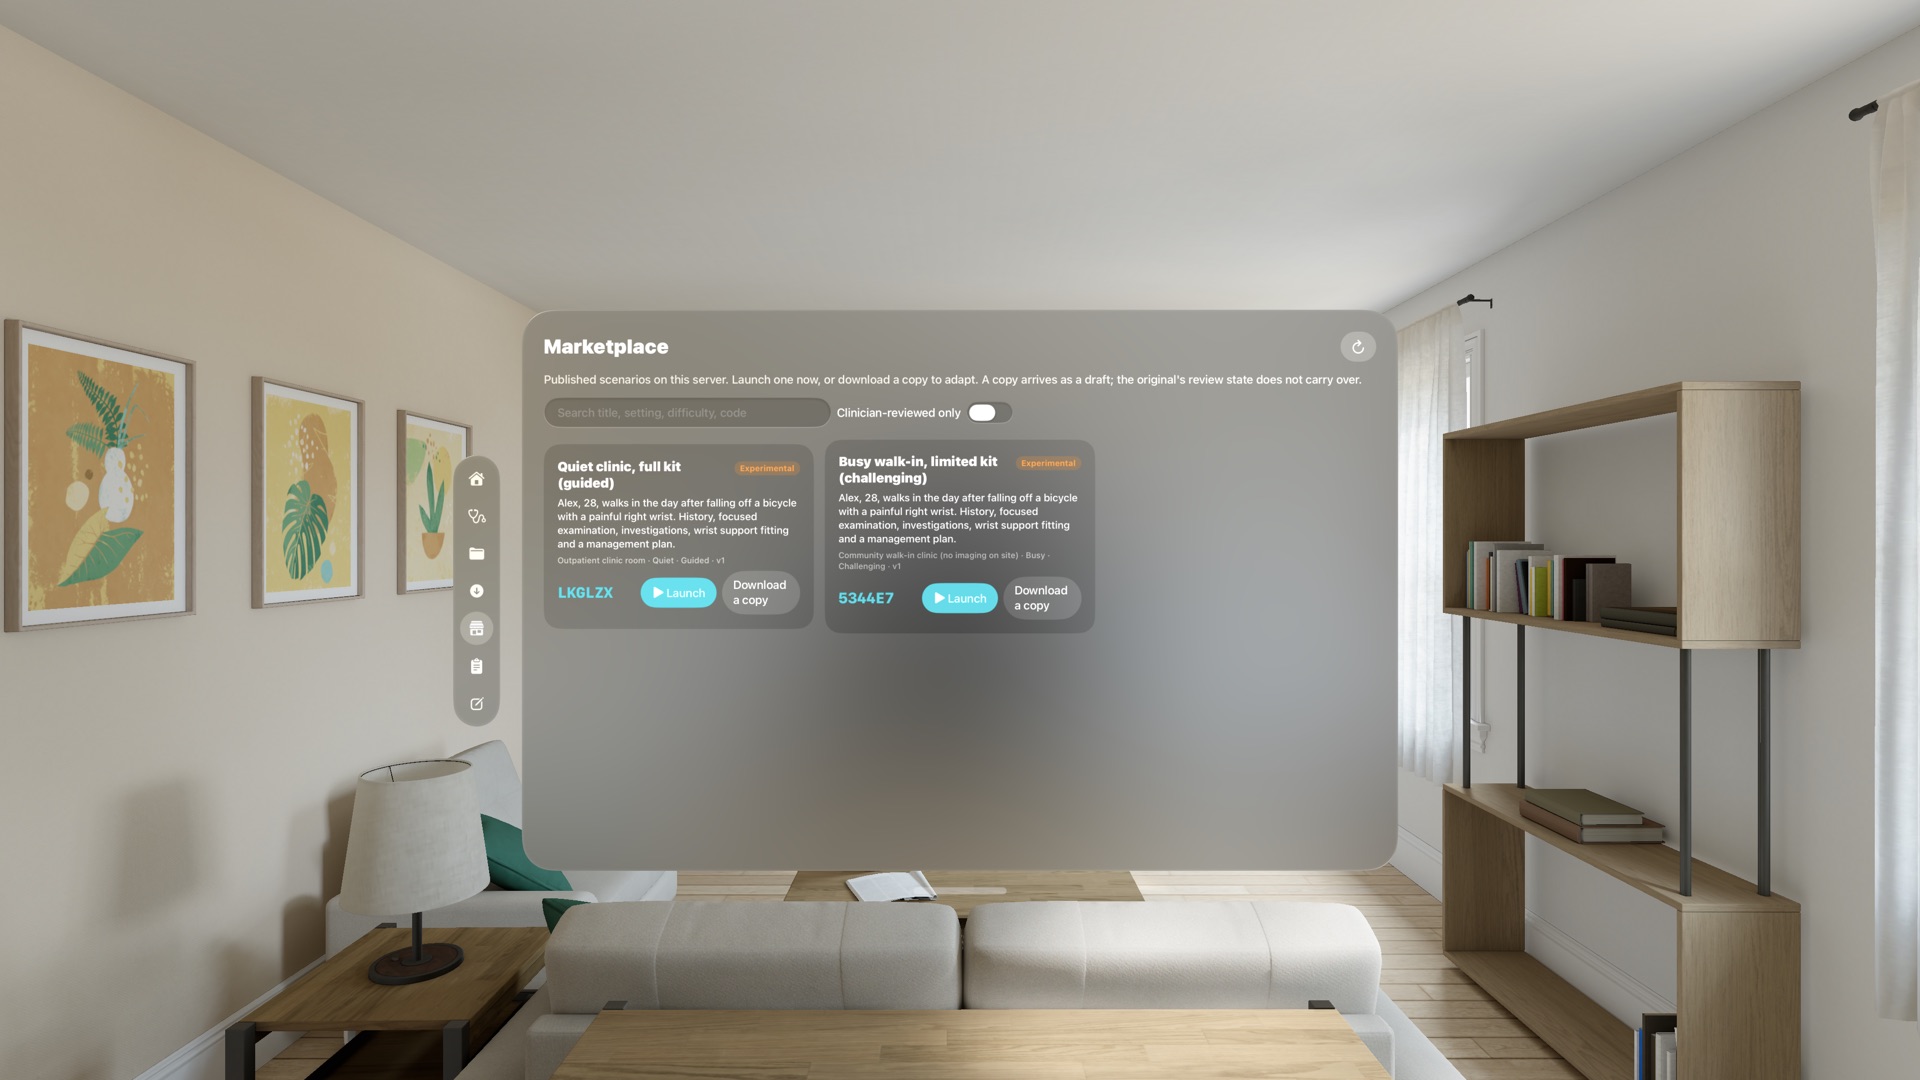 Marketplace
Published scenarios on this server. Launch one now, or download a copy to adapt. A copy arrives as a draft; the original's review state does not carry over.
Search title, setting, difficulty, code
Clinician-reviewed only
Quiet clinic, full kit
(guided)
Experimental
Alex, 28, walks in the day after falling off a bicycle
with a painful right wrist. History, focused
examination, investigations, wrist support fitting
and a management plan.
Outpatient clinic room · Quiet · Guided · v1
LKGLZX
Launch
Download
a copy
Busy walk-in, limited kit
(challenging)
Experimental
Alex, 28, walks in the day after falling off a bicycle
with a painful right wrist. History, focused
examination, investigations, wrist support fitting
and a management plan.
Community walk-in clinic (no imaging on site) · Busy ·
Challenging · v1
5344E7
Launch
Download
a copy